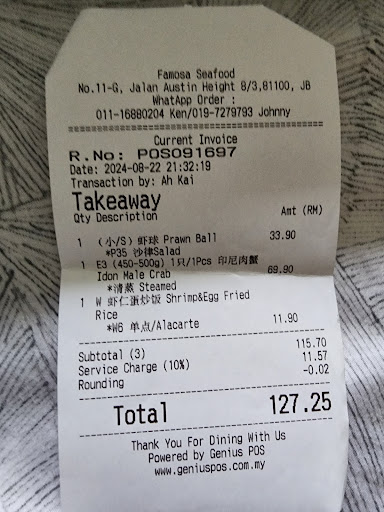 Famosa Seafood
No.11-G, Jalan Austin Height 8/3,81100, JB
WhatApp Order :
011-16880204 Ken/019-7279793 Johnny
Current Invoice
R.No: POS091697
Date: 2024-08-22 21:32:19
Transaction by: Ah Kai
Takeaway
Qty Description Amt (RM)
1 (小/S) 虾球 Prawn Ball 33.90
*P35 沙律Salad
1 E3 (450-500g) 1只/1Pcs 印尼肉蟹
Idon Male Crab 69.90
*清蒸 Steamed
1 W 虾仁蛋炒饭 Shrimp&Egg Fried
Rice 11.90
*W6 单点/Alacarte
Subtotal (3) 115.70
Service Charge (10%) 11.57
Rounding -0.02
Total 127.25
Thank You For Dining With Us
Powered by Genius POS
www.geniuspos.com.my